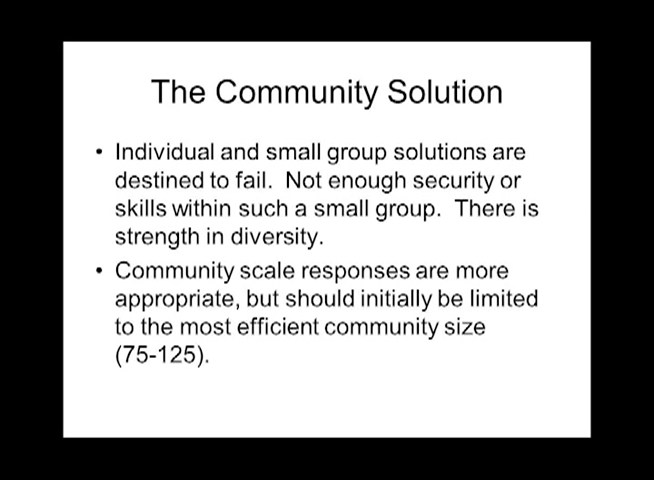 The Community Solution
• Individual and small group solutions are
destined to fail.  Not enough security or
skills within such a small group.  There is
strength in diversity.
• Community scale responses are more
appropriate, but should initially be limited
to the most efficient community size
(75-125).